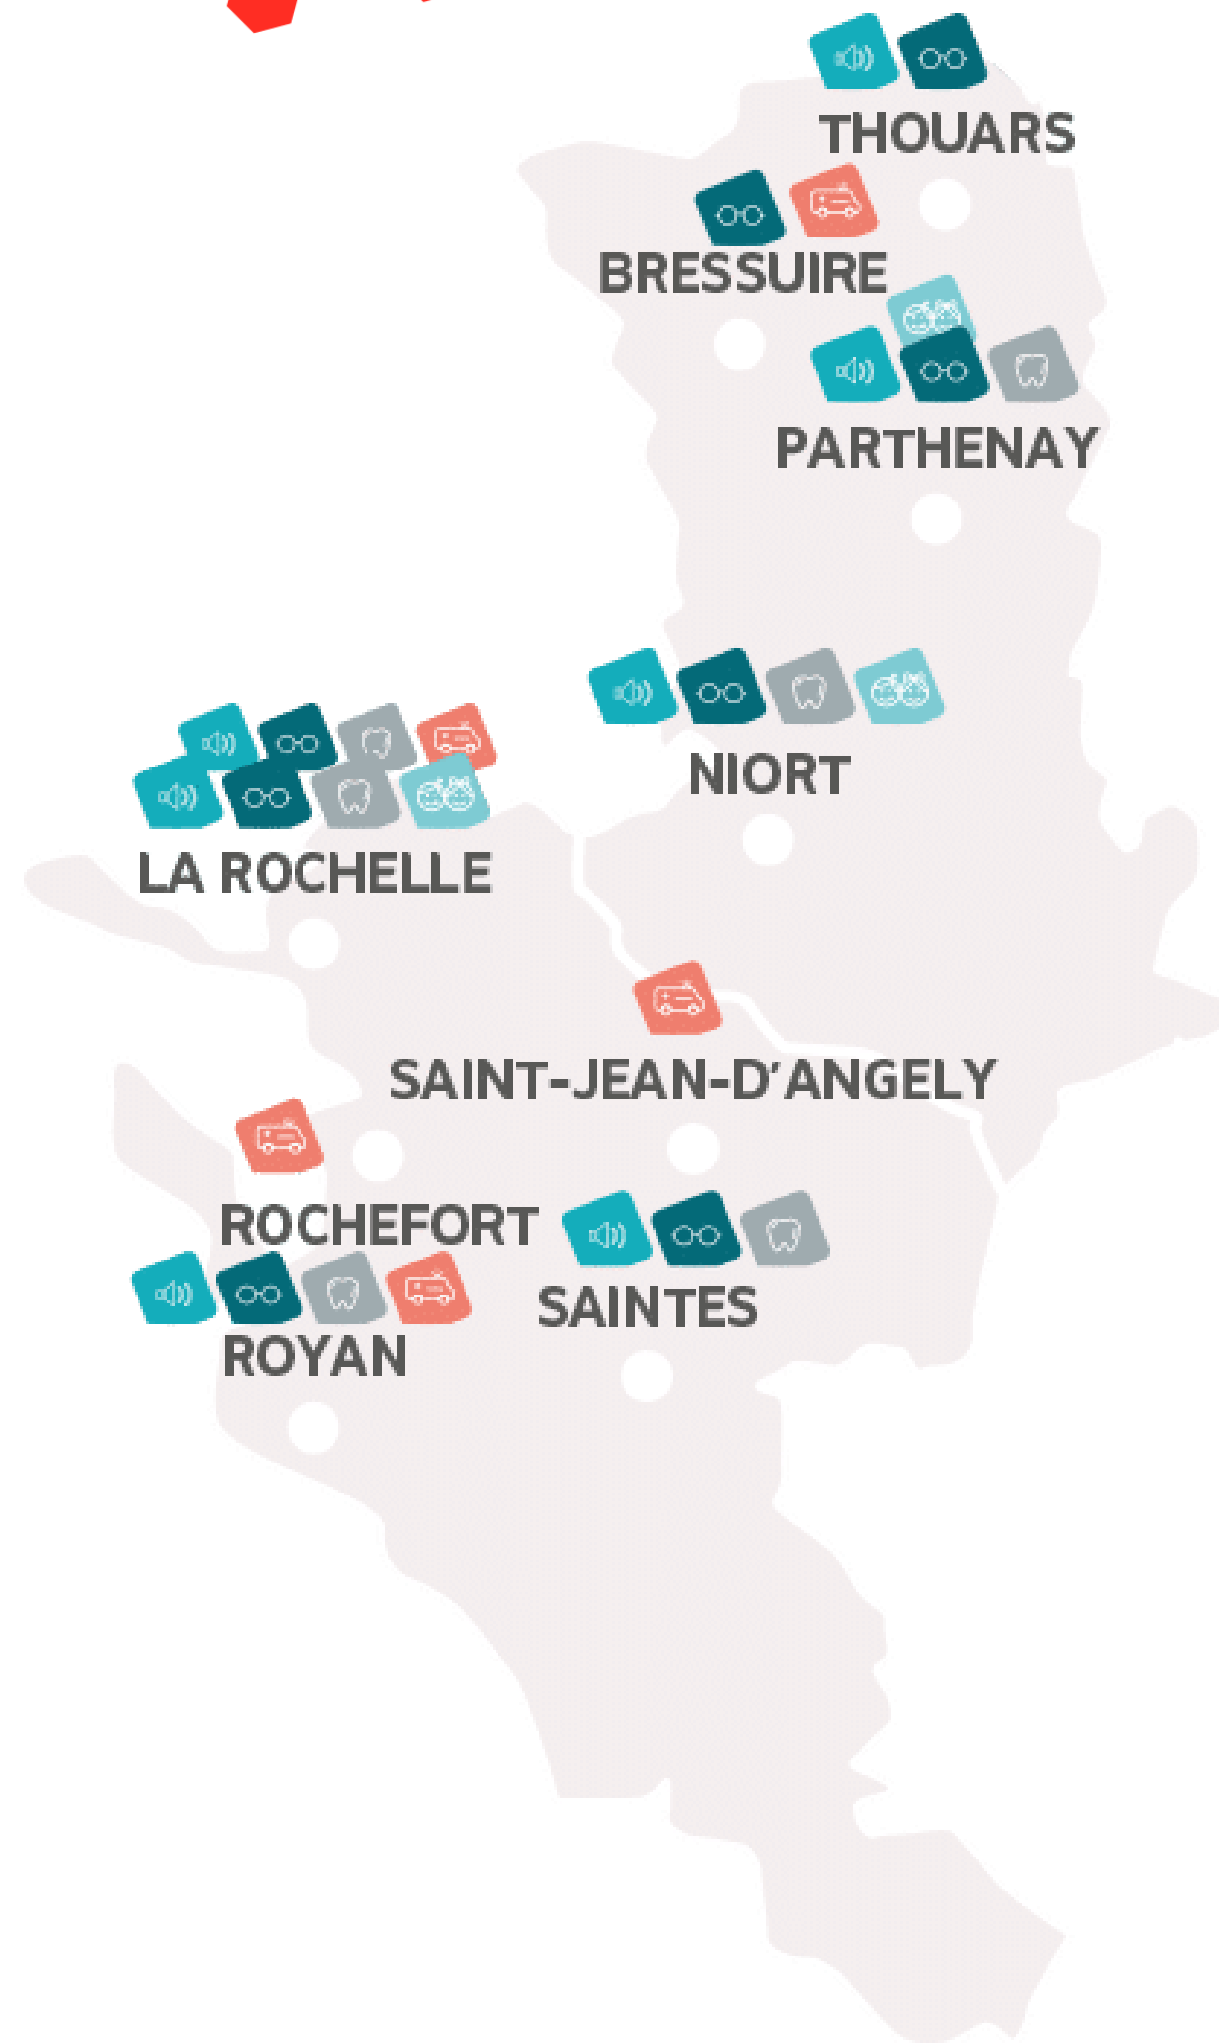 THOUARS
BRESSUIRE
PARTHENAY
NIORT
LA ROCHELLE
SAINT-JEAN-D'ANGELY
ROCHEFORT
SAINTES
ROYAN